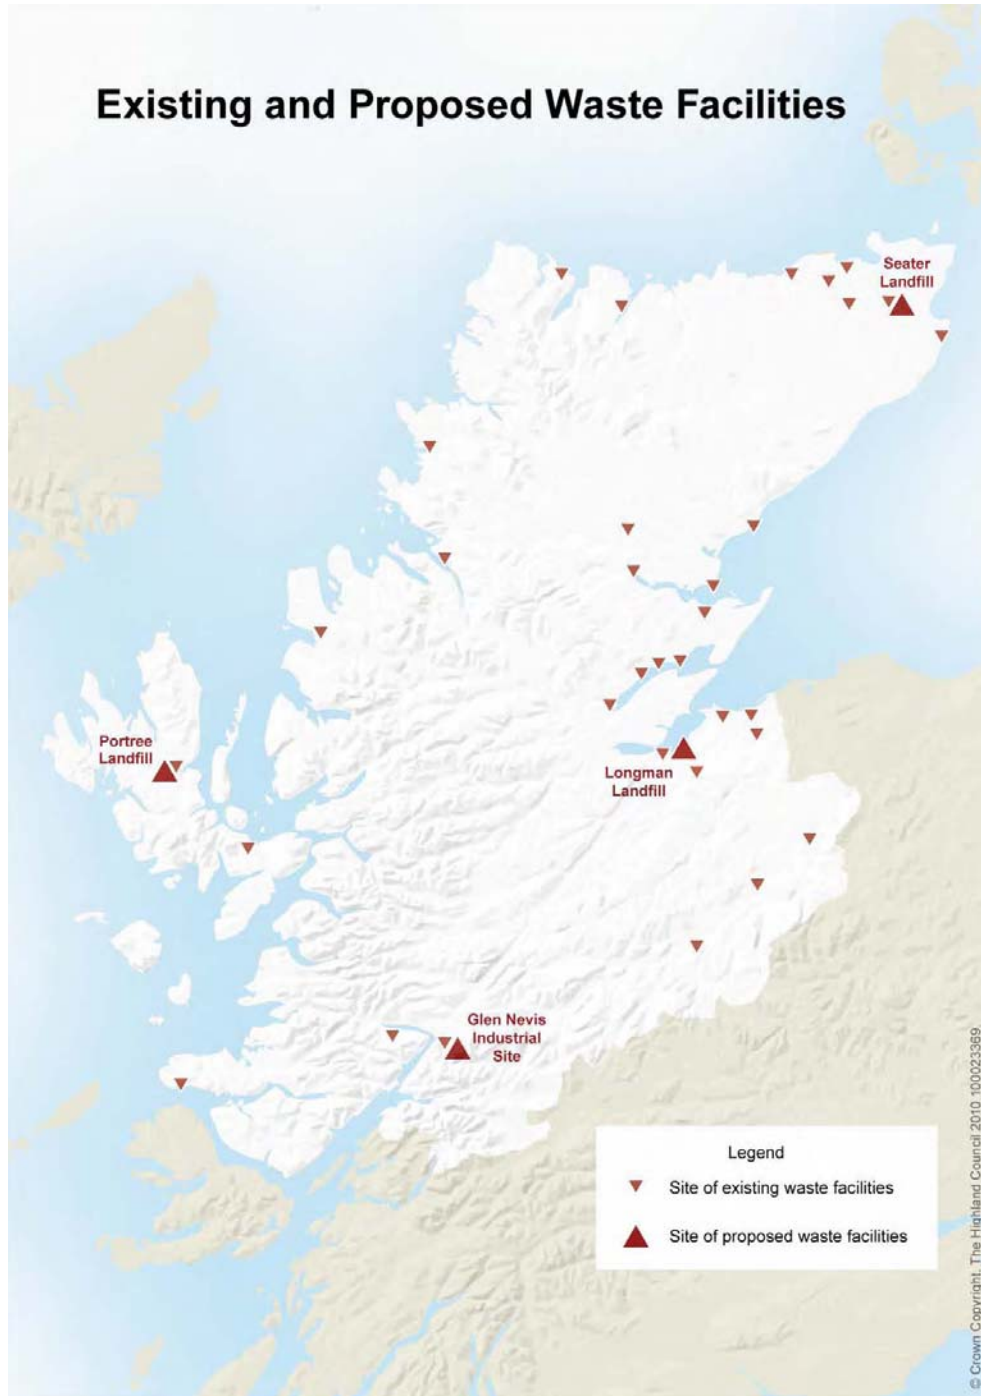 Existing and Proposed Waste Facilities
Seater
Landfill
Portree
Landfill
Longman
Landfill
Glen Nevis
Industrial
Site
Legend
Site of existing waste facilities
Site of proposed waste facilities
© Crown Copyright. The Highland Council 2010 100023369.